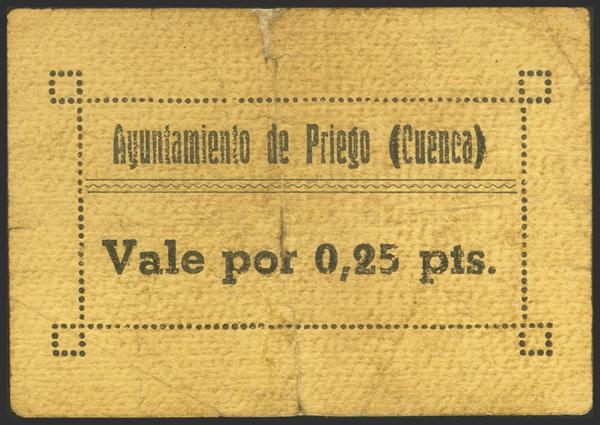 Ayuntamiento de Priego (Cuenca)
Vale por 0,25 pts.